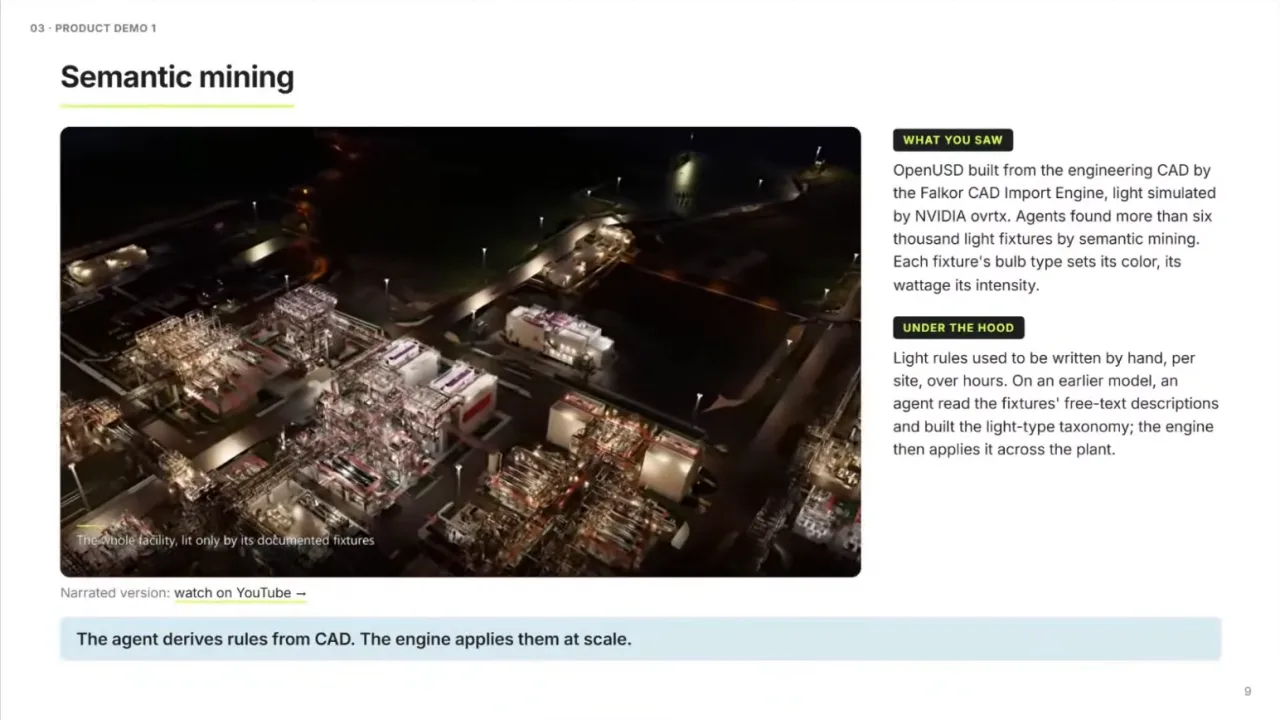 03 · PRODUCT DEMO 1
Semantic mining
The whole facility, lit only by its documented fixtures
Narrated version: watch on YouTube →
WHAT YOU SAW
OpenUSD built from the engineering CAD by
the Falkor CAD Import Engine, light simulated
by NVIDIA ovrtx. Agents found more than six
thousand light fixtures by semantic mining.
Each fixture's bulb type sets its color, its
wattage its intensity.
UNDER THE HOOD
Light rules used to be written by hand, per
site, over hours. On an earlier model, an
agent read the fixtures' free-text descriptions
and built the light-type taxonomy; the engine
then applies it across the plant.
The agent derives rules from CAD. The engine applies them at scale.
9